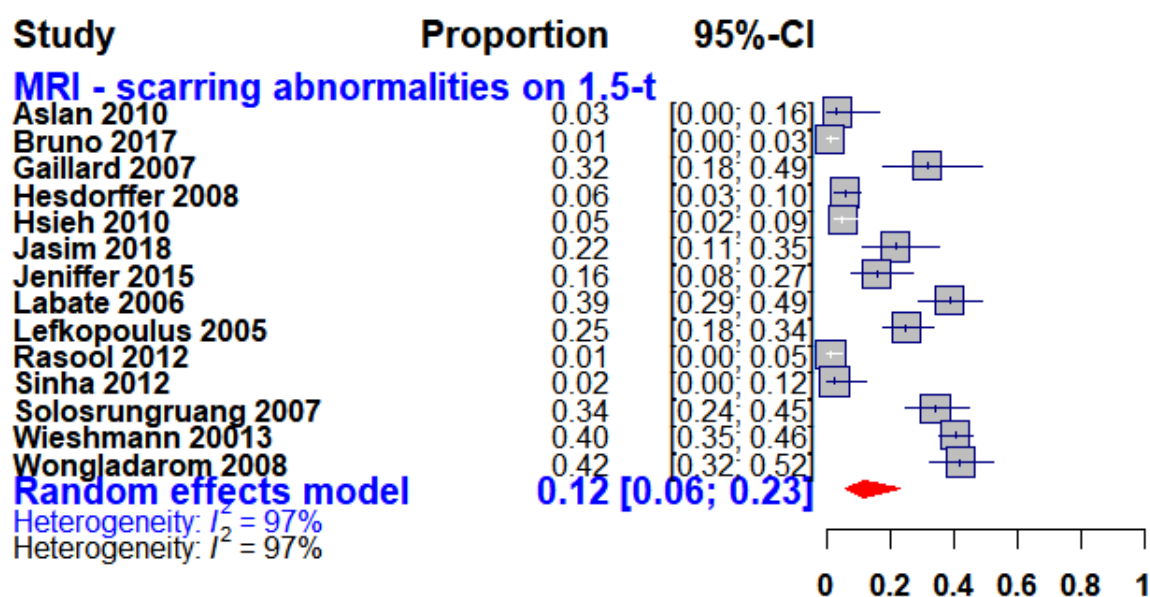 Study Proportion 95%-CI
MRI - scarring abnormalities on 1.5-t
Aslan 2010 0.03 [0.00; 0.16]
Bruno 2017 0.01 [0.00; 0.03]
Gaillard 2007 0.32 [0.18; 0.49]
Hesdorffer 2008 0.06 [0.03; 0.10]
Hsieh 2010 0.05 [0.02; 0.09]
Jasim 2018 0.22 [0.11; 0.35]
Jeniffer 2015 0.16 [0.08; 0.27]
Labate 2006 0.39 [0.29; 0.49]
Lefkopoulus 2005 0.25 [0.18; 0.34]
Rasool 2012 0.01 [0.00; 0.05]
Sinha 2012 0.02 [0.00; 0.12]
Solosrungruang 2007 0.34 [0.24; 0.45]
Wieshmann 20013 0.40 [0.35; 0.46]
Wongladarom 2008 0.42 [0.32; 0.52]
Random effects model 0.12 [0.06; 0.23]
Heterogeneity: I² = 97%
Heterogeneity: I² = 97%
0 0.2 0.4 0.6 0.8 1